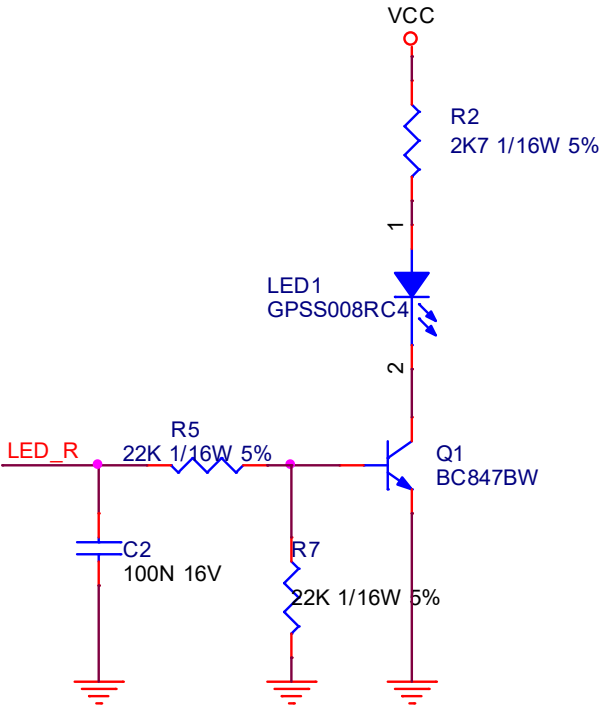 VCC
R2
2K7 1/16W 5%
1
LED1
GPSS008RC4
2
R5
LED_R
22K 1/16W 5%
Q1
BC847BW
C2
100N 16V
R7
22K 1/16W 5%